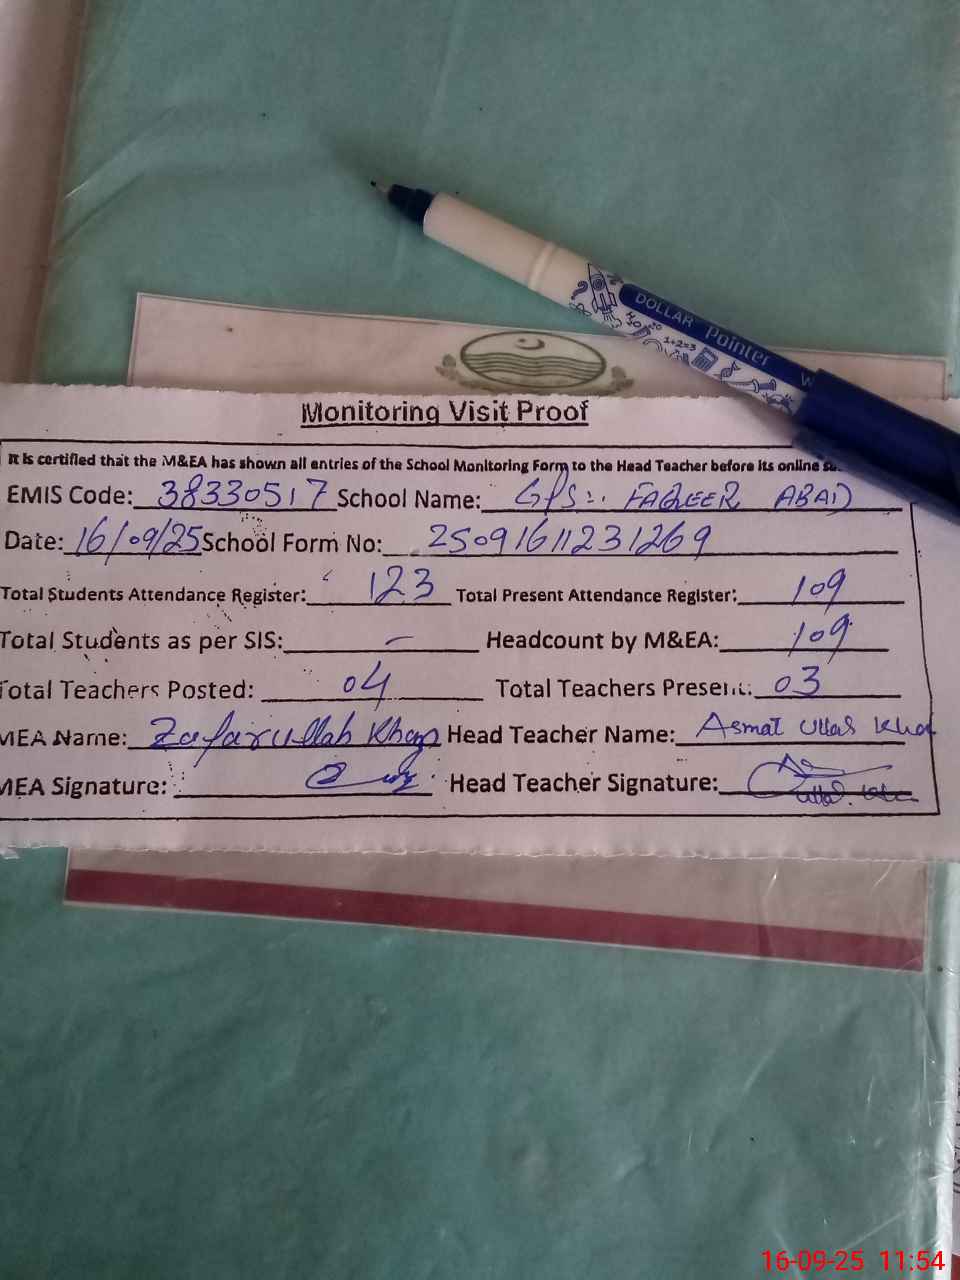 DOLLAR Pointer W
1+2=3
Monitoring Visit Proof
It is certified that the M&EA has shown all entries of the School Monitoring Form to the Head Teacher before its online
EMIS Code: 38330517 School Name: GPS:. FAQEER ABAD
Date: 16/09/25 School Form No: 25091611231269
Total Students Attendance Register: 123 Total Present Attendance Register: 109
Total Students as per SIS: - Headcount by M&EA: 109
Total Teachers Posted: 04 Total Teachers Present: 03
MEA Name: Zafarullah Khan Head Teacher Name: Asmat Ullah Khan
MEA Signature: Head Teacher Signature:
16-09-25 11:54